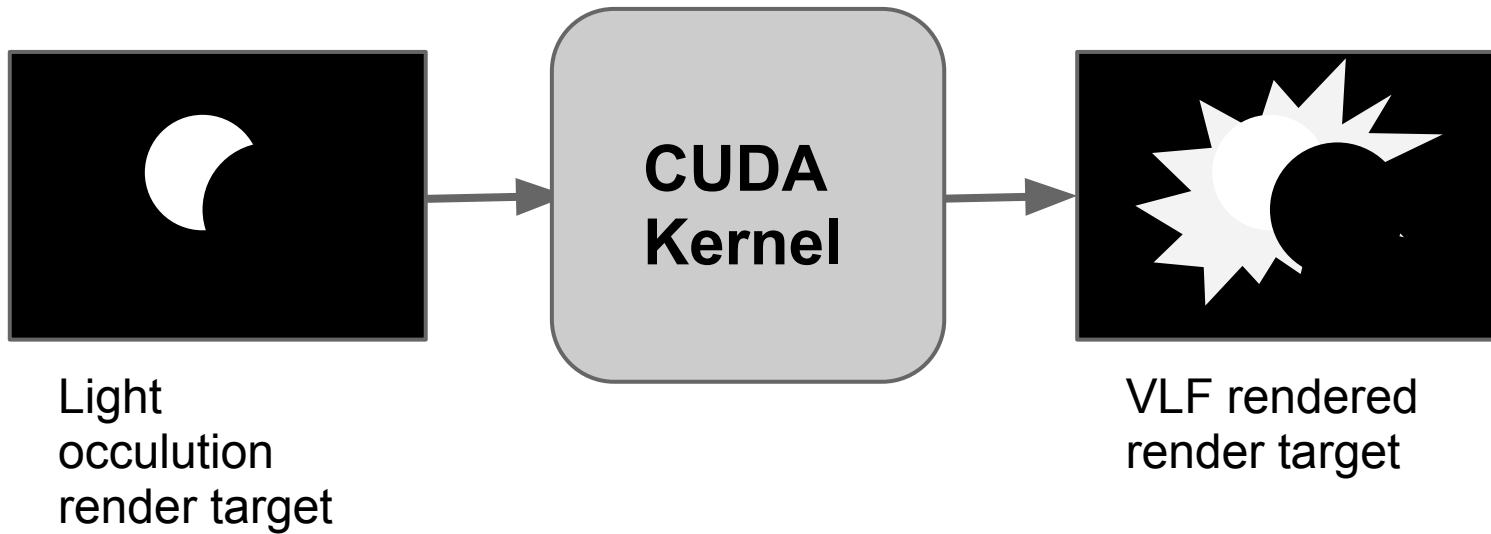 CUDA
Kernel
Light
occulution
render target
VLF rendered
render target